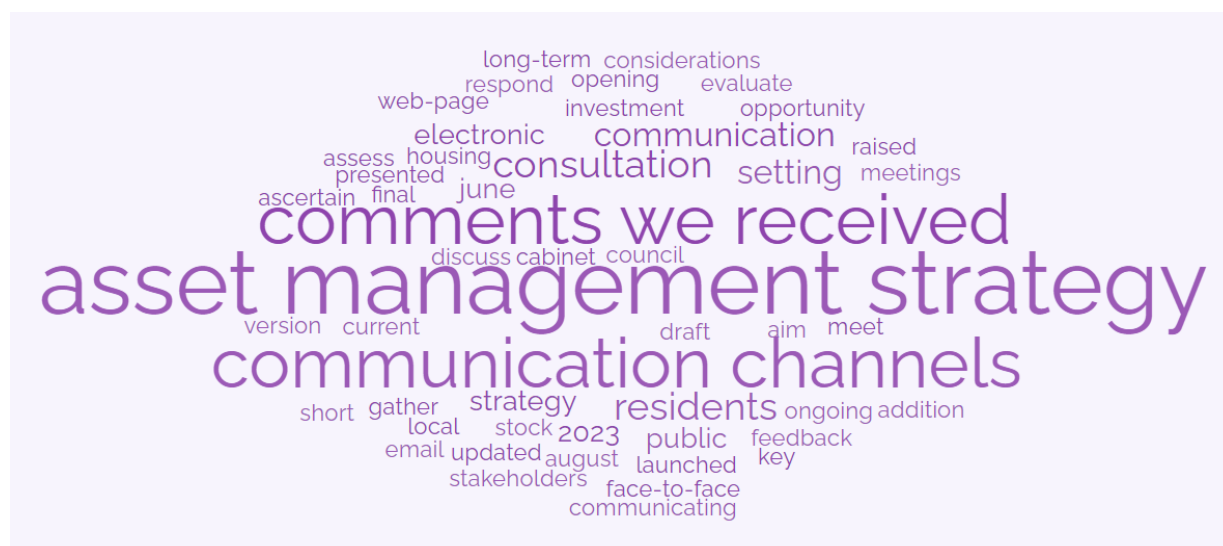 long-term considerations
respond opening evaluate
web-page investment opportunity
electronic communication raised
assess housing consultation setting meetings
presented
ascertain final june
comments we received
discuss cabinet council
asset management strategy
version current draft aim meet
communication channels
short gather strategy residents ongoing addition
local stock 2023 public feedback
email updated august launched key
stakeholders face-to-face
communicating